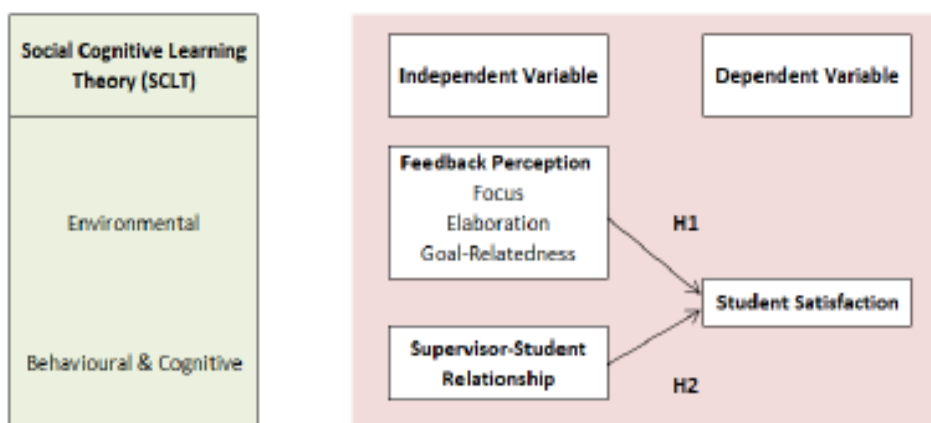 Social Cognitive Learning
Theory (SCLT)
Environmental
Behavioural & Cognitive
Independent Variable
Dependent Variable
Feedback Perception
Focus
Elaboration
Goal-Relatedness
H1
Student Satisfaction
Supervisor-Student
Relationship
H2